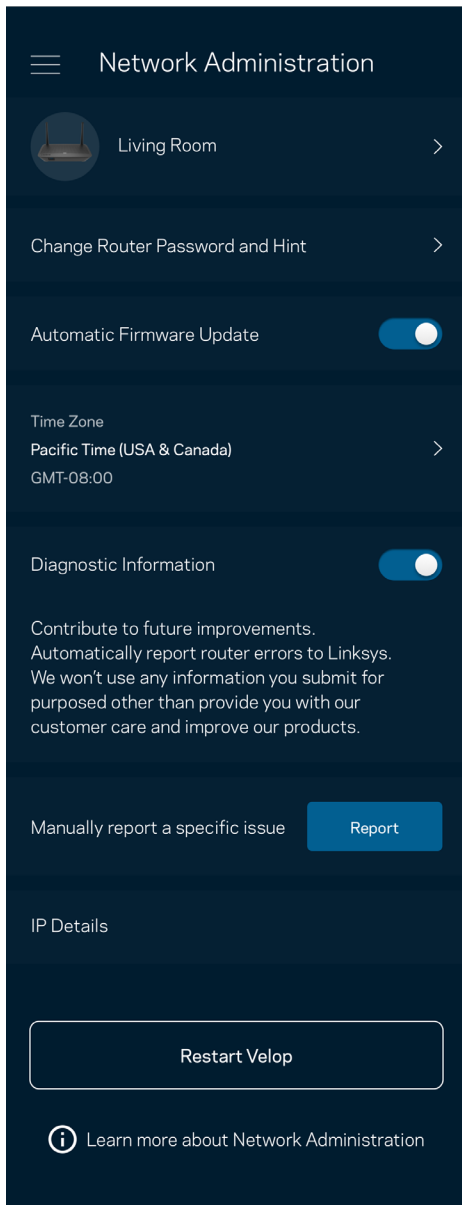 Network Administration
Living Room
Change Router Password and Hint
Automatic Firmware Update
Time Zone
Pacific Time (USA & Canada)
GMT-08:00
Diagnostic Information
Contribute to future improvements.
Automatically report router errors to Linksys.
We won't use any information you submit for
purposed other than provide you with our
customer care and improve our products.
Manually report a specific issue
Report
IP Details
Restart Velop
Learn more about Network Administration